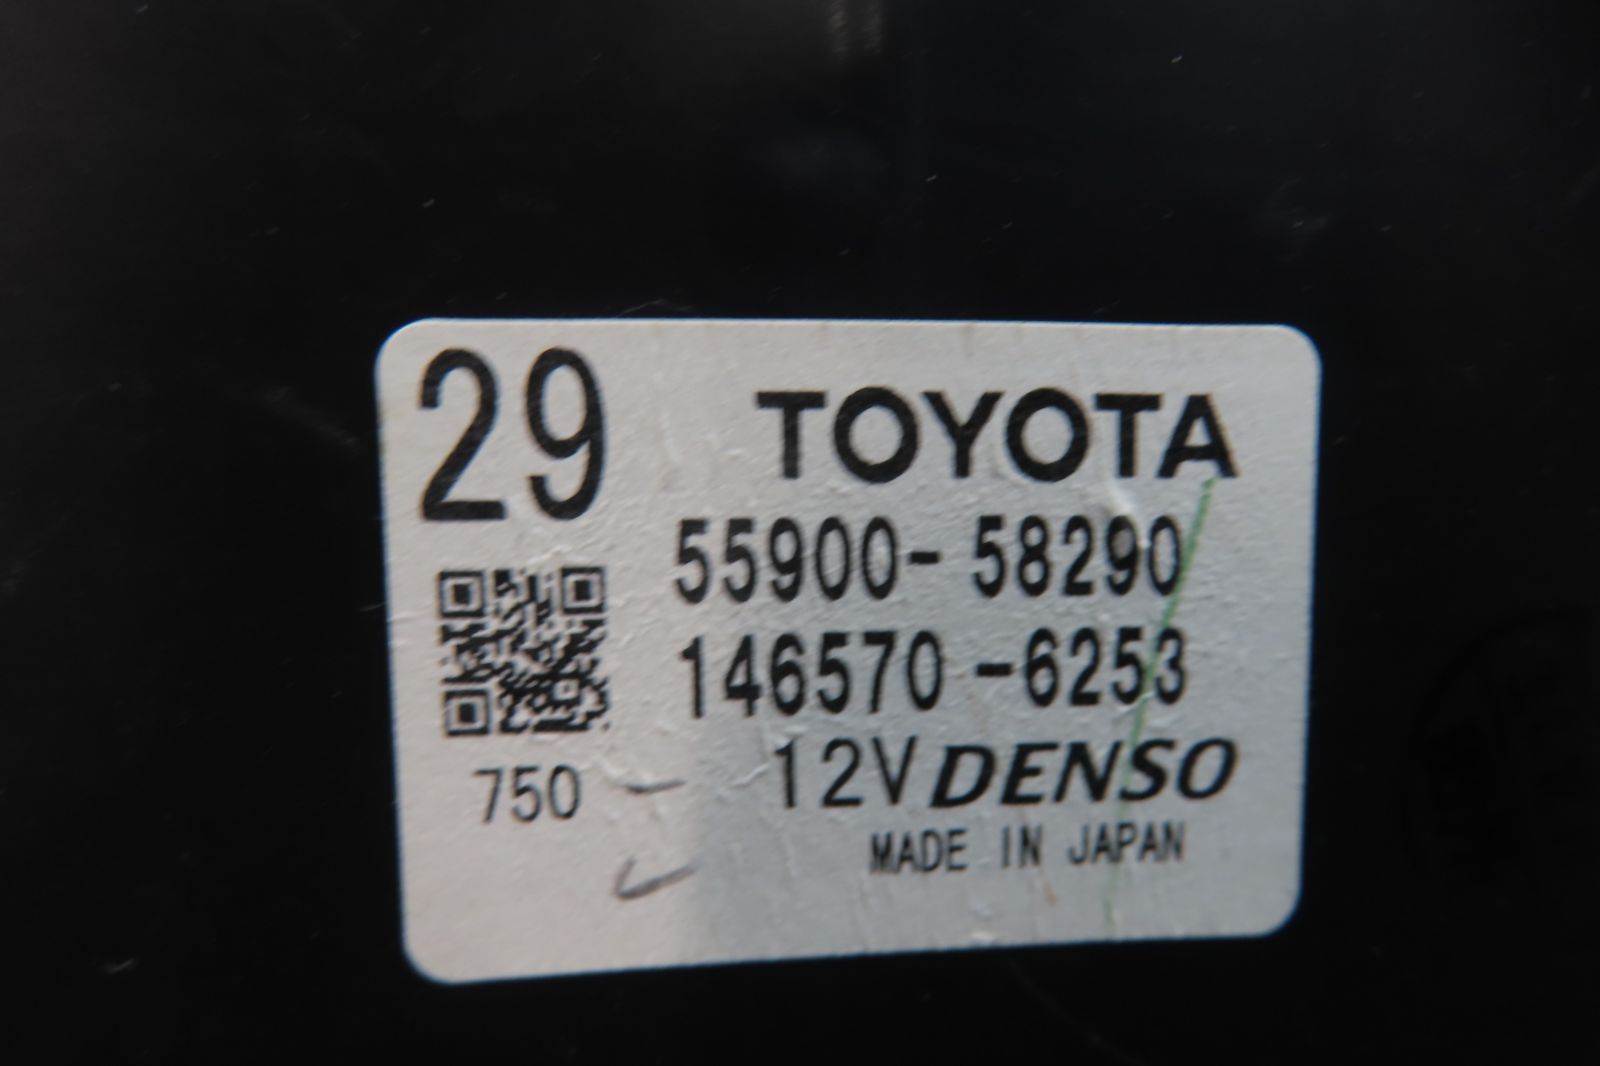 29
TOYOTA
55900-58290
146570-6253
12V DENSO
750
MADE IN JAPAN